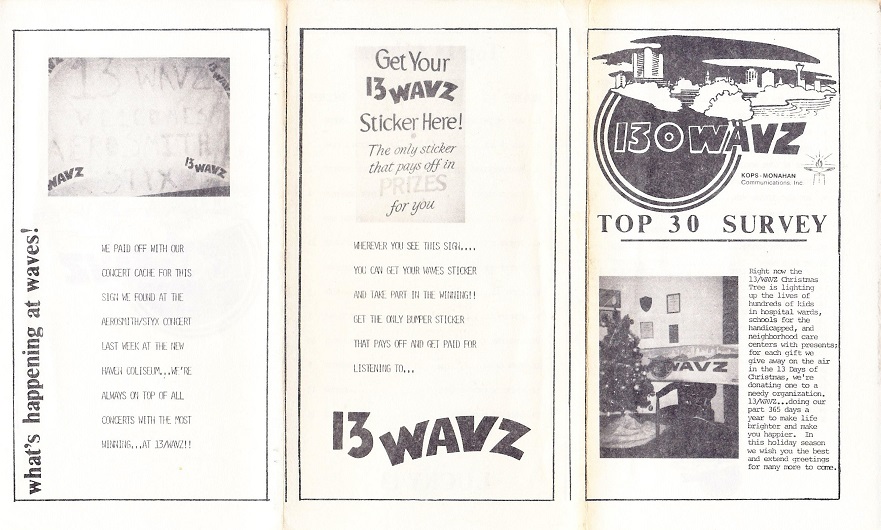 what's happening at waves!
13 WAVZ
WAVZ
13 WAVZ
WE PAID OFF WITH OUR
CONCERT CACHE FOR THIS
SIGN WE FOUND AT THE
AEROSMITH/STYX CONCERT
LAST WEEK AT THE NEW
HAVEN COLISEUM...WE'RE
ALWAYS ON TOP OF ALL
CONCERTS WITH THE MOST
WINNING...AT 13/WAVZ!!
Get Your
13 WAVZ
Sticker Here!
The only sticker
that pays off in
PRIZES
for you
WHEREVER YOU SEE THIS SIGN....
YOU CAN GET YOUR WAVES STICKER
AND TAKE PART IN THE WINNING!!
GET THE ONLY BUMPER STICKER
THAT PAYS OFF AND GET PAID FOR
LISTENING TO...
13 WAVZ
130 WAVZ
KOPS-MONAHAN
Communications, Inc.
TOP 30 SURVEY
WAVZ
Right now the
13/WAVZ Christmas
Tree is lighting
up the lives of
hundreds of kids
in hospital wards,
schools for the
handicapped, and
neighborhood care
centers with presents;
for each gift we
give away on the air
in the 13 Days of
Christmas, we're
donating one to a
needy organization.
13/WAVZ...doing our
part 365 days a
year to make life
brighter and make
you happier. In
this holiday season
we wish you the best
and extend greetings
for many more to come.